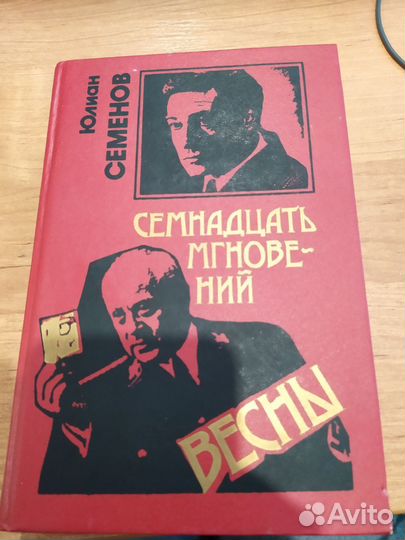 Юлиан
СЕМЕНОВ
СЕМНАДЦАТЬ
МГНОВЕ-
НИЙ
ВЕСНЫ
Avito